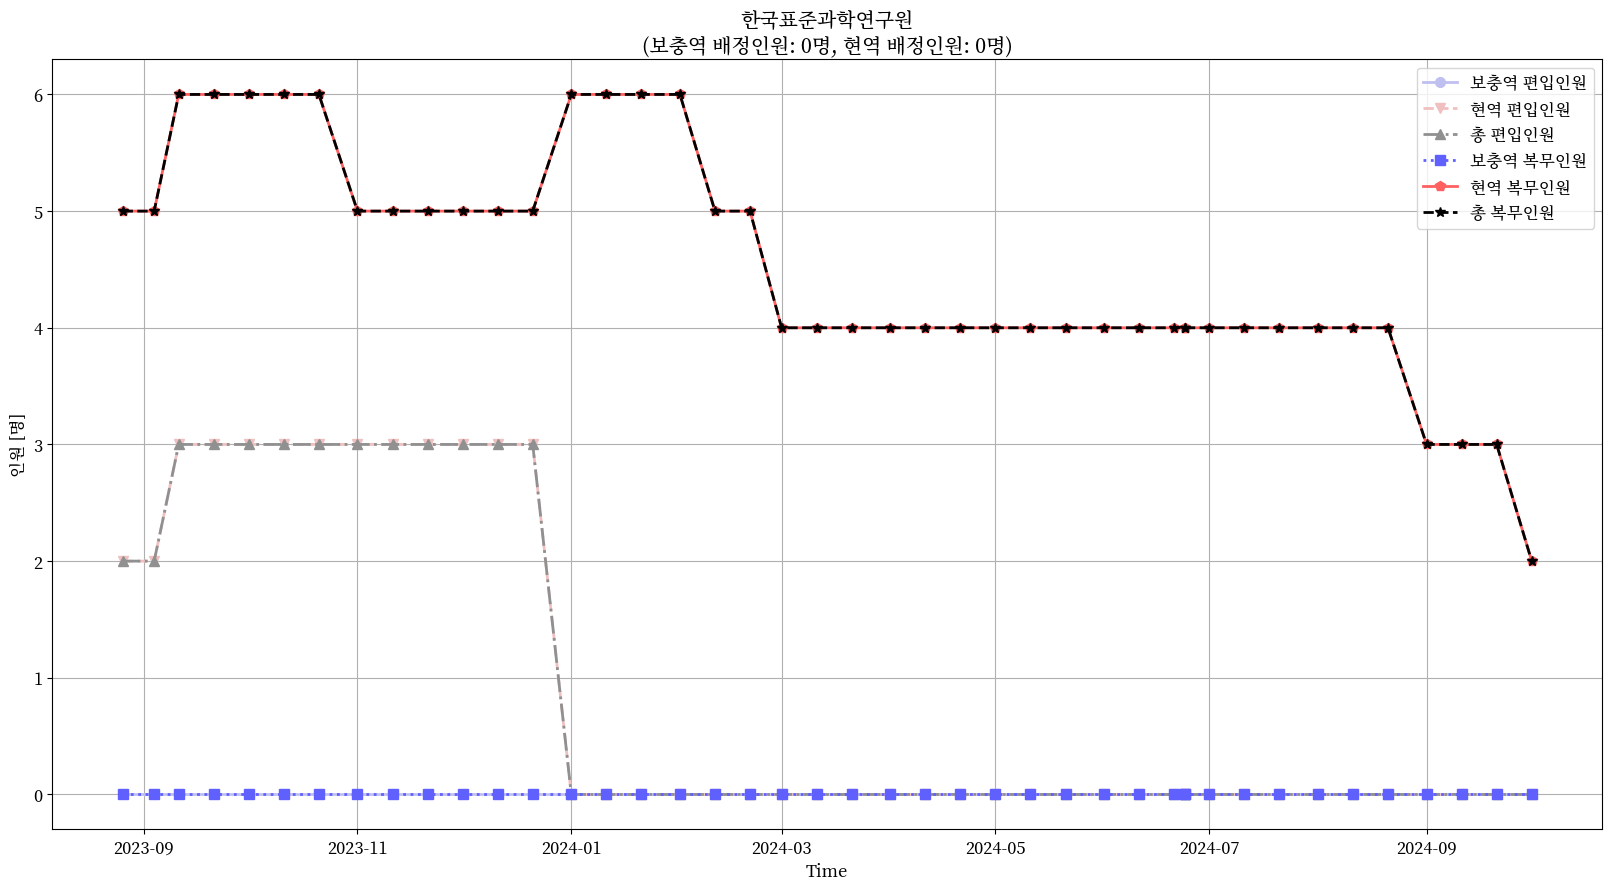 한국표준과학연구원
(보충역 배정인원: 0명, 현역 배정인원: 0명)
보충역 편입인원
현역 편입인원
총 편입인원
보충역 복무인원
현역 복무인원
총 복무인원
인원 [명]
6
5
4
3
2
1
0
2023-09
2023-11
2024-01
2024-03
2024-05
2024-07
2024-09
Time